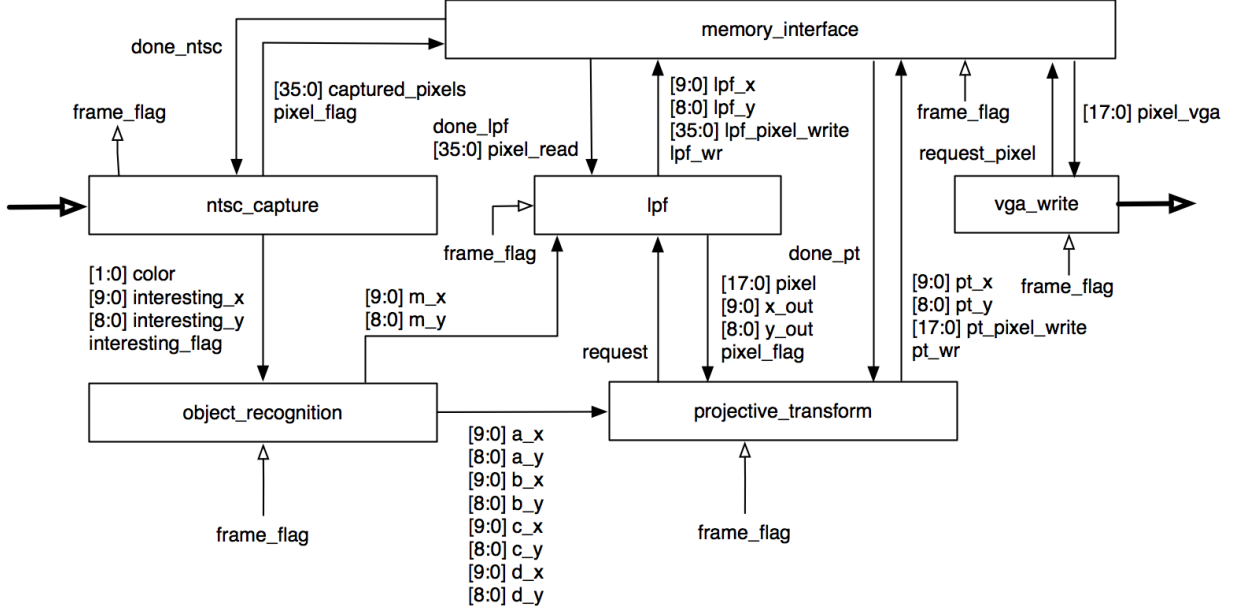 memory_interface
done_ntsc
[35:0] captured_pixels
pixel_flag
frame_flag
done_lpf
[35:0] pixel_read
[9:0] lpf_x
[8:0] lpf_y
[35:0] lpf_pixel_write
lpf_wr
frame_flag
[17:0] pixel_vga
request_pixel
ntsc_capture
lpf
vga_write
frame_flag
done_pt
[1:0] color
[9:0] interesting_x
[8:0] interesting_y
interesting_flag
[9:0] m_x
[8:0] m_y
request
[17:0] pixel
[9:0] x_out
[8:0] y_out
pixel_flag
[9:0] pt_x
[8:0] pt_y
[17:0] pt_pixel_write
pt_wr
frame_flag
object_recognition
projective_transform
[9:0] a_x
[8:0] a_y
[9:0] b_x
[8:0] b_y
[9:0] c_x
[8:0] c_y
[9:0] d_x
[8:0] d_y
frame_flag
frame_flag